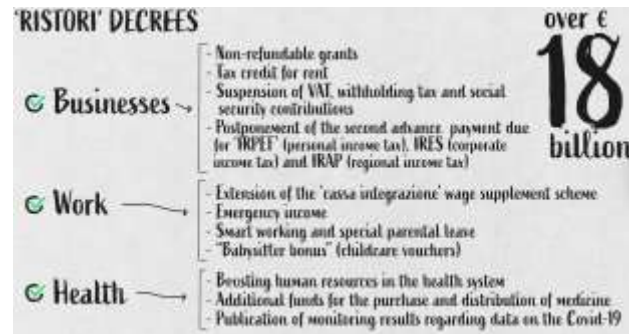 'RISTORI' DECREES
over €
18
billion
Businesses
- Non-refundable grants
- Tax credit for rent
- Suspension of VAT, withholding tax and social
security contributions
- Postponement of the second advance payment due
for 'IRPEF' (personal income tax), IRES (corporate
income tax) and IRAP (regional income tax)
Work
- Extension of the 'cassa integrazione' wage supplement scheme
- Emergency income
- Smart working and special parental leave
- "Babysitter bonus" (childcare vouchers)
Health
- Boosting human resources in the health system
- Additional funds for the purchase and distribution of medicine
- Publication of monitoring results regarding data on the Covid-19